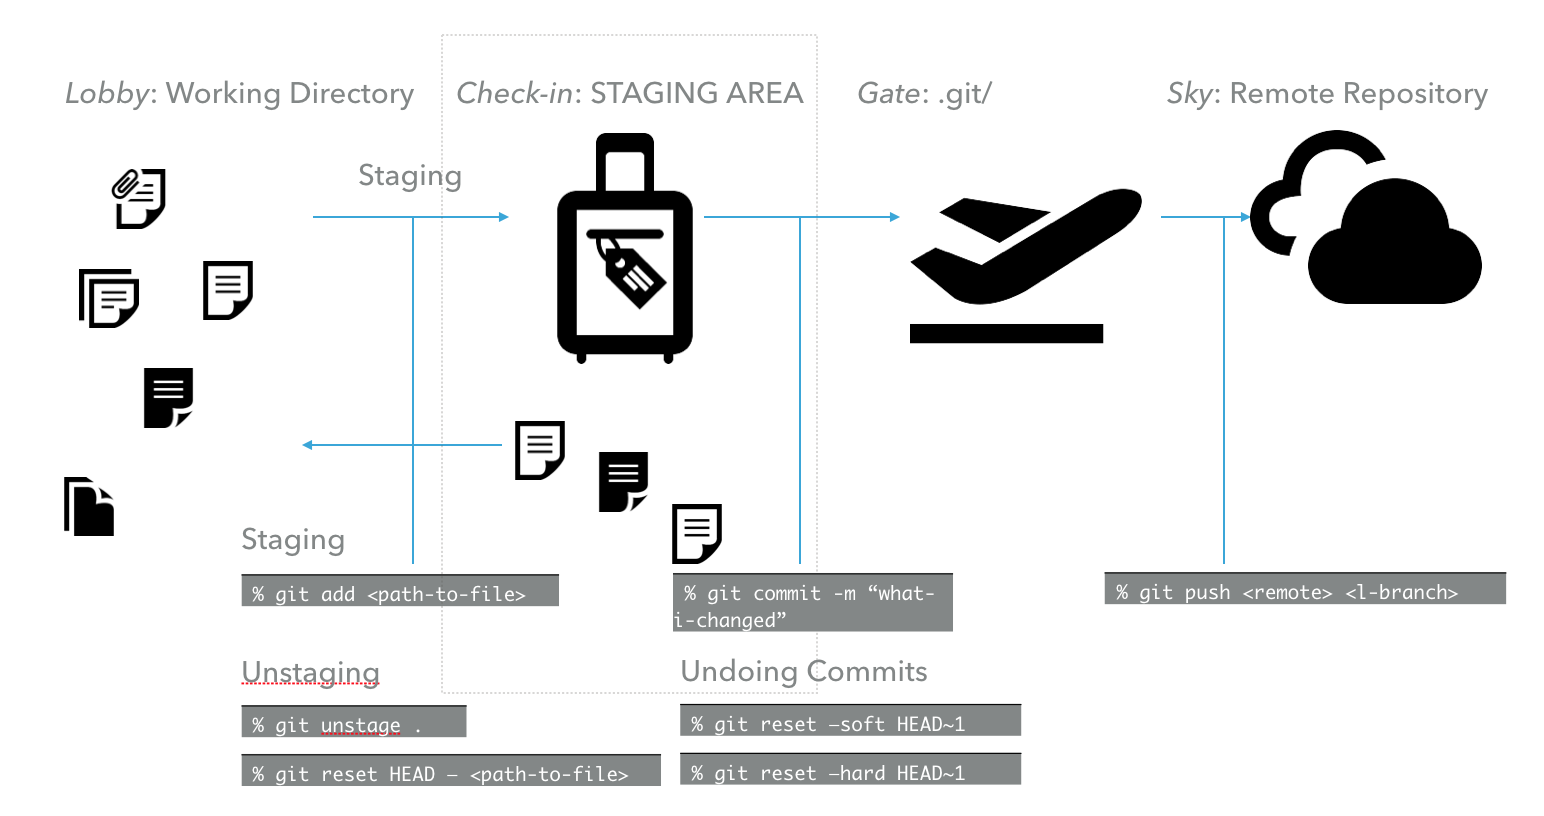 Lobby: Working Directory
Check-in: STAGING AREA
Gate: .git/
Sky: Remote Repository
Staging
Staging
% git add <path-to-file>
% git commit -m “what-
i-changed”
% git push <remote> <l-branch>
Unstaging
% git unstage .
% git reset HEAD — <path-to-file>
Undoing Commits
% git reset —soft HEAD~1
% git reset —hard HEAD~1